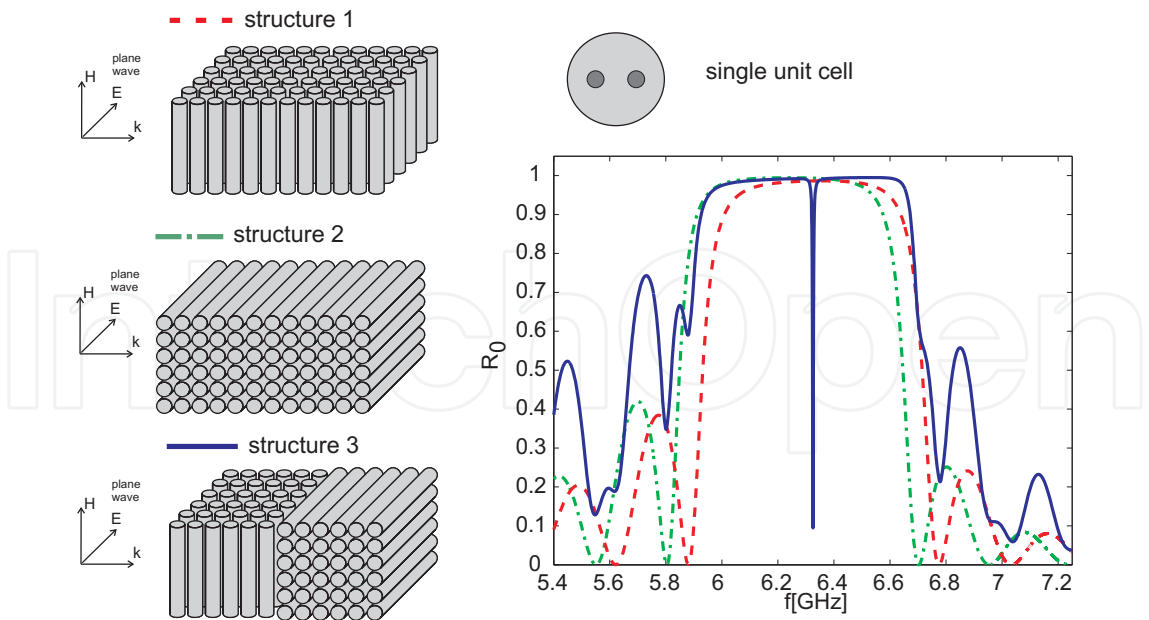 structure 1
plane
wave
H
E
k
single unit cell
structure 2
plane
wave
H
E
k
structure 3
plane
wave
H
E
k
R0
1
0.9
0.8
0.7
0.6
0.5
0.4
0.3
0.2
0.1
0
5.4 5.6 5.8 6 6.2 6.4 6.6 6.8 7 7.2
f[GHz]
InTechOpen